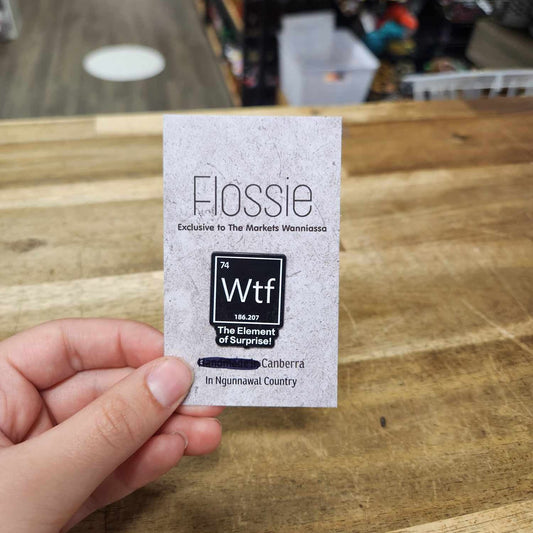 Flossie
Exclusive to The Markets Wanniassa
74
Wtf
186.207
The Element
of Surprise!
Canberra
In Ngunnawal Country